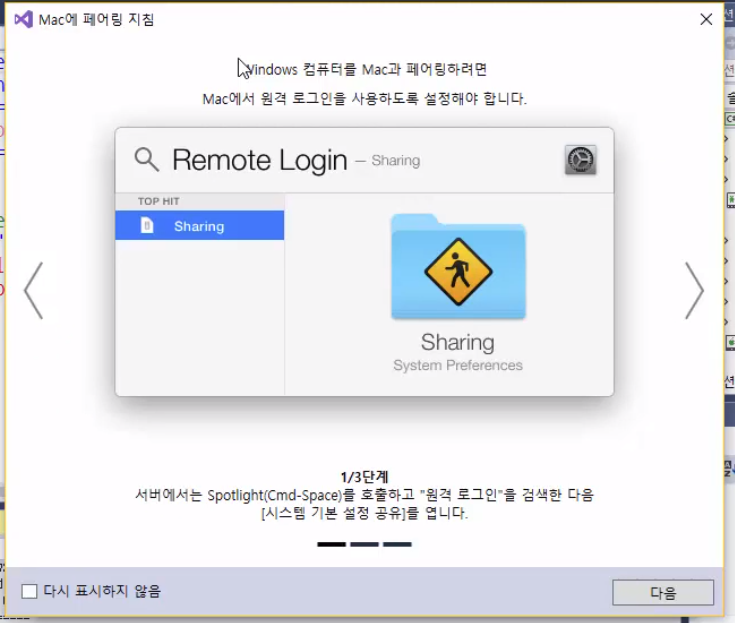 Mac에 페어링 지침
Windows 컴퓨터를 Mac과 페어링하려면
Mac에서 원격 로그인을 사용하도록 설정해야 합니다.
Remote Login – Sharing
TOP HIT
Sharing
Sharing
System Preferences
1/3단계
서버에서는 Spotlight(Cmd-Space)를 호출하고 "원격 로그인"을 검색한 다음
[시스템 기본 설정 공유]를 엽니다.
다시 표시하지 않음
다음